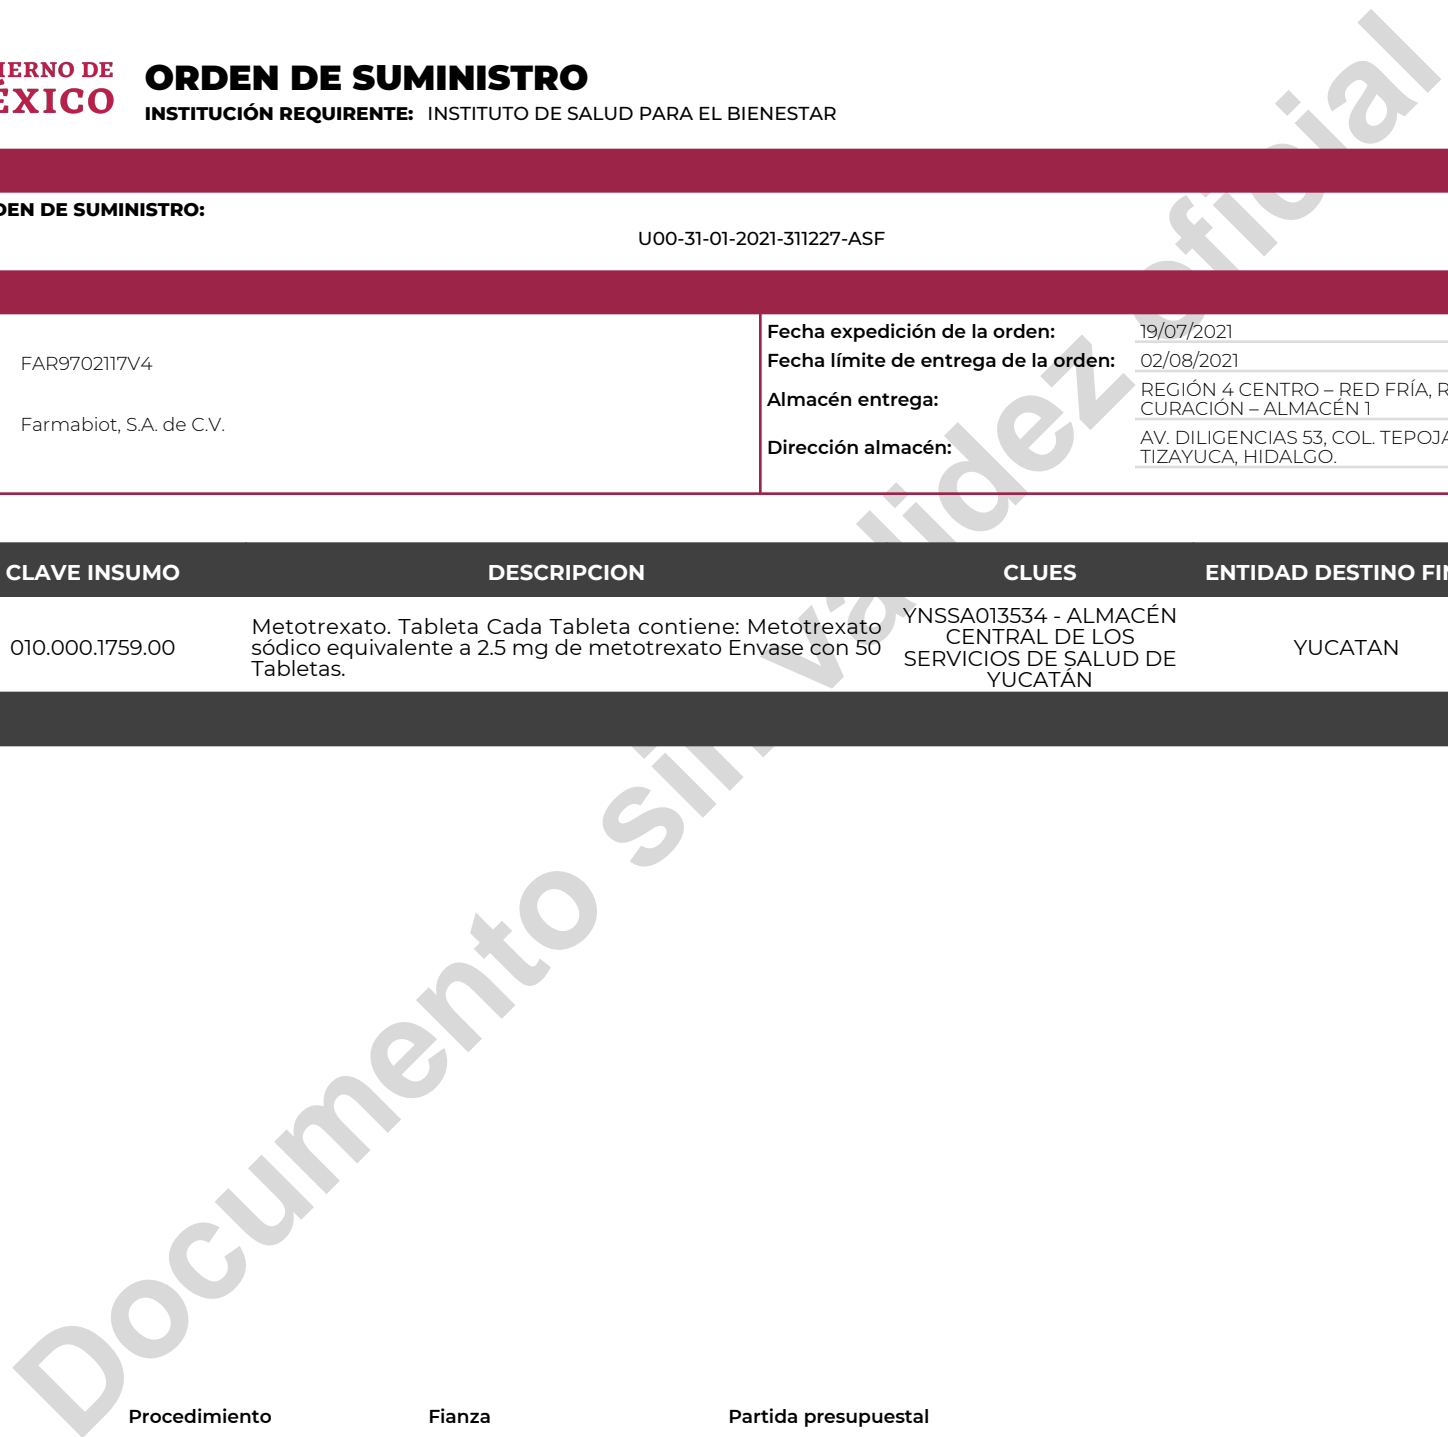 IERNO DE
ÉXICO
ORDEN DE SUMINISTRO
INSTITUCIÓN REQUIRENTE: INSTITUTO DE SALUD PARA EL BIENESTAR
DEN DE SUMINISTRO:
U00-31-01-2021-311227-ASF
FAR9702117V4
Farmabiot, S.A. de C.V.
Fecha expedición de la orden: 19/07/2021
Fecha límite de entrega de la orden: 02/08/2021
Almacén entrega: REGIÓN 4 CENTRO – RED FRÍA, R
CURACIÓN – ALMACÉN 1
Dirección almacén: AV. DILIGENCIAS 53, COL. TEPOJA
TIZAYUCA, HIDALGO.
CLAVE INSUMO DESCRIPCION CLUES ENTIDAD DESTINO FIN
010.000.1759.00
Metotrexato. Tableta Cada Tableta contiene: Metotrexato
sódico equivalente a 2.5 mg de metotrexato Envase con 50
Tabletas.
YNSSA013534 - ALMACÉN
CENTRAL DE LOS
SERVICIOS DE SALUD DE
YUCATÁN
YUCATAN
Documento sin validez oficial
Procedimiento Fianza Partida presupuestal